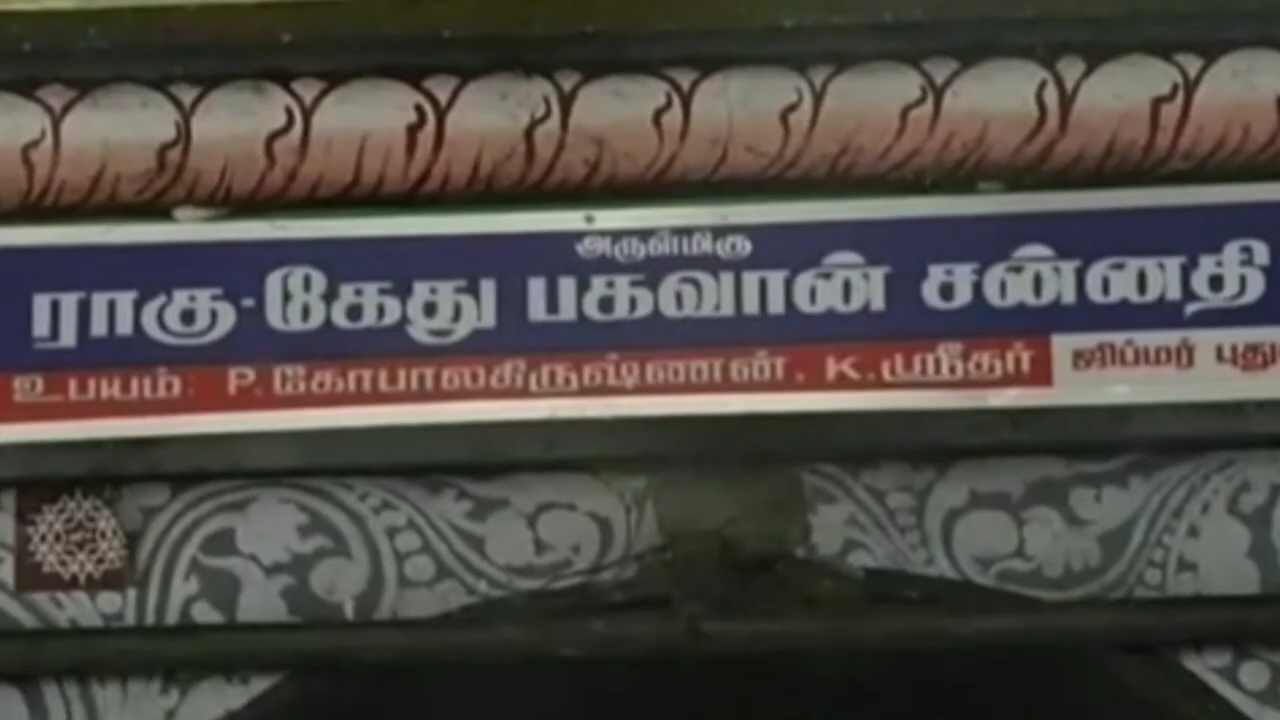 அருள்மிகு
ராகு-கேது பகவான் சன்னதி
உபயம்: P.கோபாலகிருஷ்ணன், K.ஸ்ரீதர் ஜிப்மர் புது